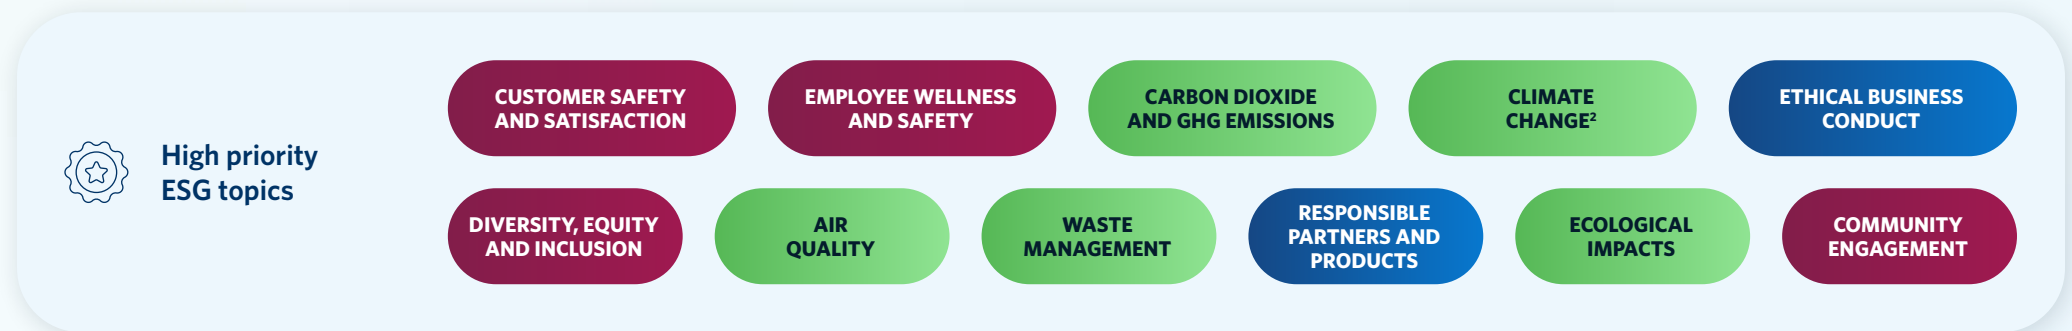 High priority
ESG topics
CUSTOMER SAFETY
AND SATISFACTION
EMPLOYEE WELLNESS
AND SAFETY
CARBON DIOXIDE
AND GHG EMISSIONS
CLIMATE
CHANGE²
ETHICAL BUSINESS
CONDUCT
DIVERSITY, EQUITY
AND INCLUSION
AIR
QUALITY
WASTE
MANAGEMENT
RESPONSIBLE
PARTNERS AND
PRODUCTS
ECOLOGICAL
IMPACTS
COMMUNITY
ENGAGEMENT